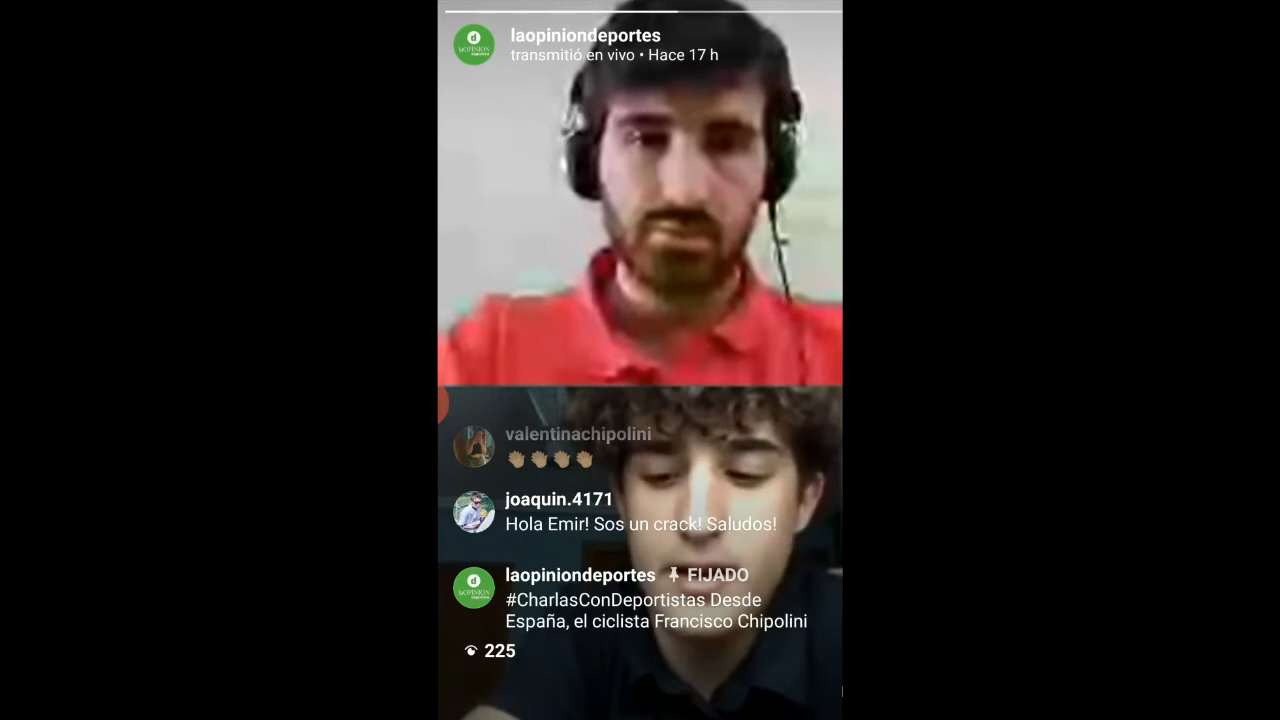 laopiniondeportes
transmitió en vivo • Hace 17 h
valentinachipolini
👏🏼👏🏼👏🏼👏🏼
joaquin.4171
Hola Emir! Sos un crack! Saludos!
laopiniondeportes FIJADO
#CharlasConDeportistas Desde
España, el ciclista Francisco Chipolini
225